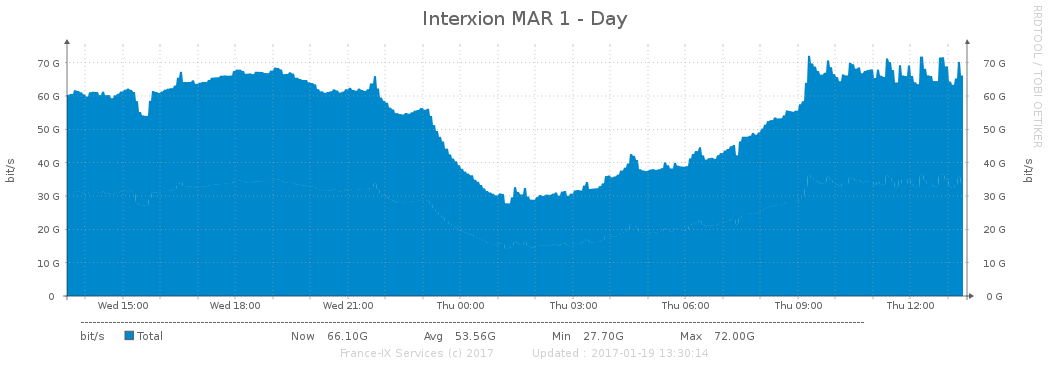 Interxion MAR 1 - Day
RRDTOOL / TOBI OETIKER
bit/s
bit/s
70 G
70 G
60 G
60 G
50 G
50 G
40 G
40 G
30 G
30 G
20 G
20 G
10 G
10 G
0
0 G
Wed 15:00 Wed 18:00 Wed 21:00 Thu 00:00 Thu 03:00 Thu 06:00 Thu 09:00 Thu 12:00
bit/s Total Now 66.10G Avg 53.56G Min 27.70G Max 72.00G
France-IX Services (c) 2017 Updated : 2017-01-19 13:30:14